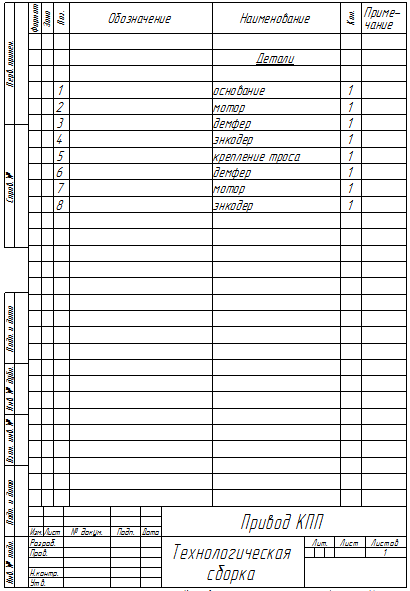 Формат Зона Поз. Обозначение Наименование Кол. Приме-
чание
Детали
1 основание 1
2 мотор 1
3 демфер 1
4 энкодер 1
5 крепление троса 1
6 демфер 1
7 мотор 1
8 энкодер 1
Перв. примен.
Справ. №
Подп. и дата
Инв. № дубл.
Взам. инв. №
Подп. и дата
Инв. № подл.
Изм. Лист № докум. Подп. Дата
Разраб.
Пров.
Н.контр.
Утв.
Привод КПП
Технологическая
сборка
Лит. Лист Листов
1